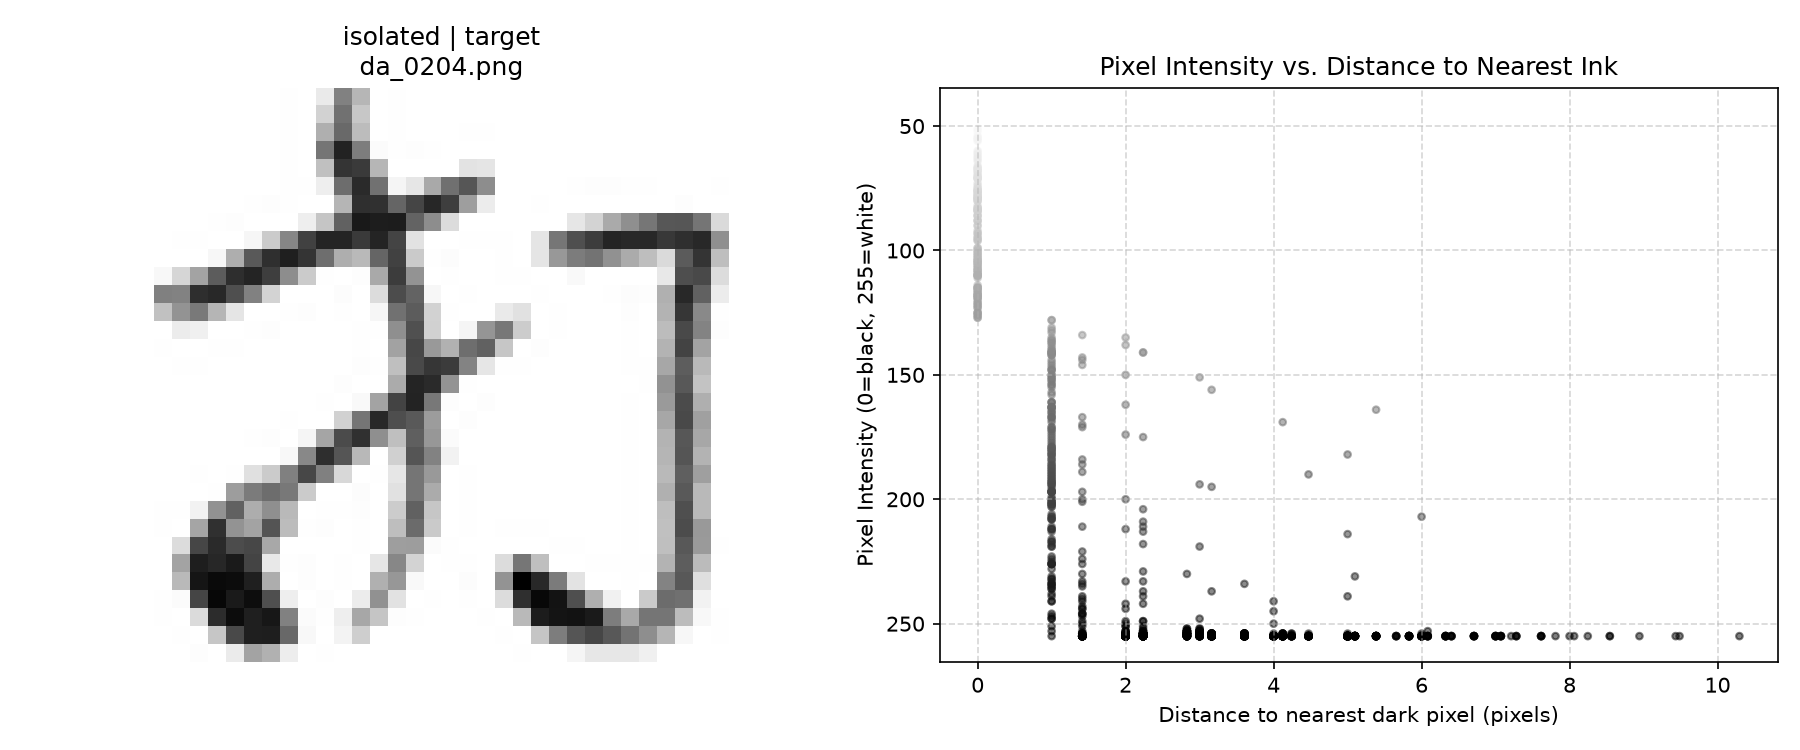 isolated | target
da_0204.png
Pixel Intensity vs. Distance to Nearest Ink
Pixel Intensity (0=black, 255=white)
50
100
150
200
250
0 2 4 6 8 10
Distance to nearest dark pixel (pixels)